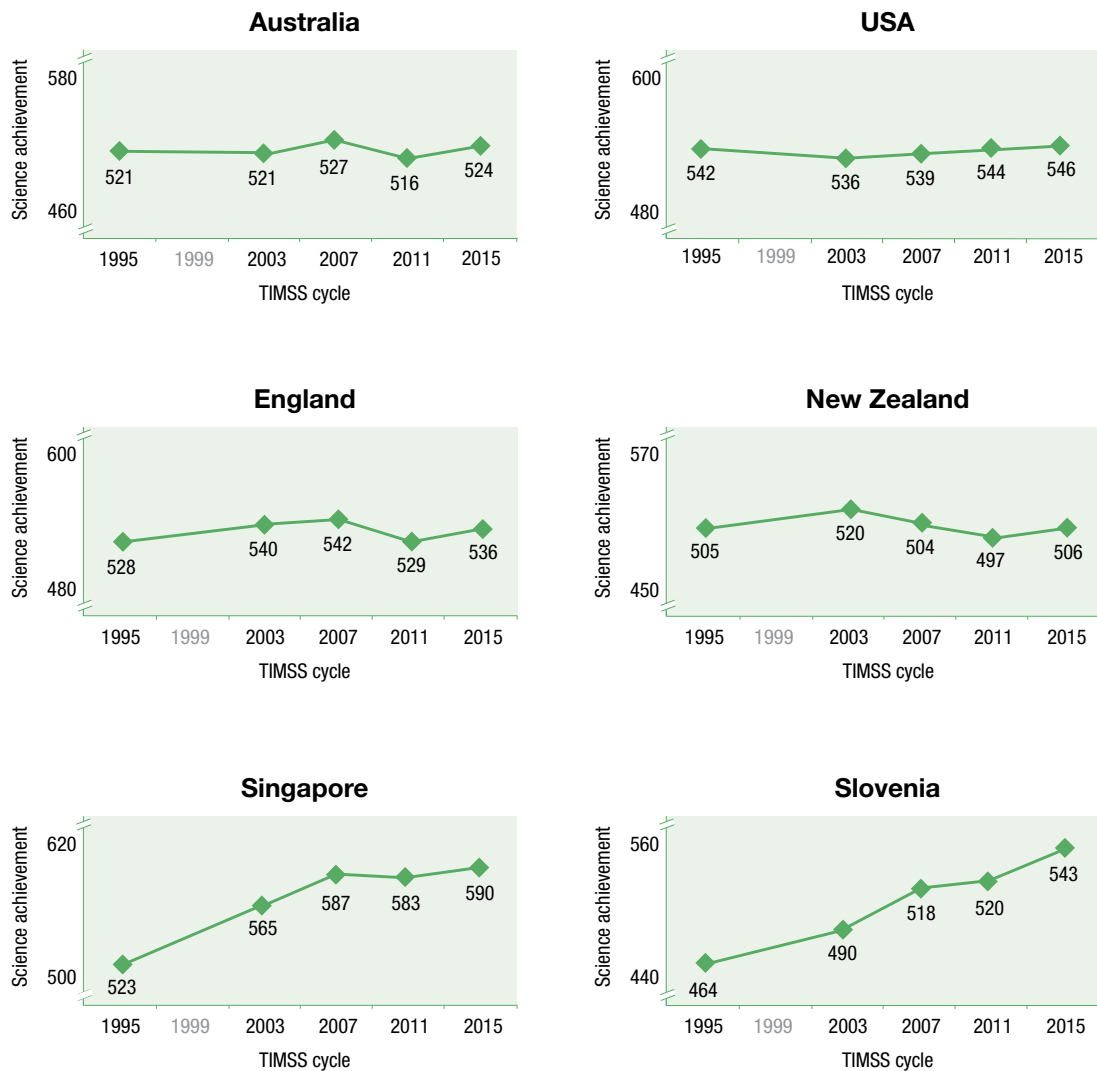 Australia
Science achievement
580
460
521
521
527
516
524
1995 1999 2003 2007 2011 2015
TIMSS cycle
USA
Science achievement
600
480
542
536
539
544
546
1995 1999 2003 2007 2011 2015
TIMSS cycle
England
Science achievement
600
480
528
540
542
529
536
1995 1999 2003 2007 2011 2015
TIMSS cycle
New Zealand
Science achievement
570
450
505
520
504
497
506
1995 1999 2003 2007 2011 2015
TIMSS cycle
Singapore
Science achievement
620
500
523
565
587
583
590
1995 1999 2003 2007 2011 2015
TIMSS cycle
Slovenia
Science achievement
560
440
464
490
518
520
543
1995 1999 2003 2007 2011 2015
TIMSS cycle